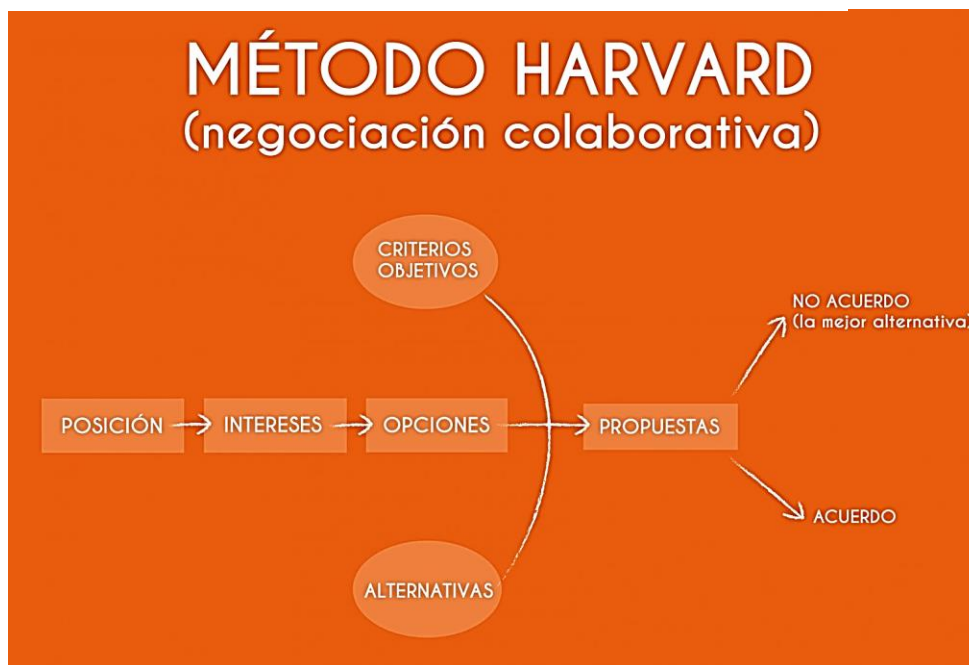 MÉTODO HARVARD
(negociación colaborativa)
CRITERIOS
OBJETIVOS
NO ACUERDO
(la mejor alternativa)
POSICIÓN
INTERESES
OPCIONES
PROPUESTAS
ACUERDO
ALTERNATIVAS